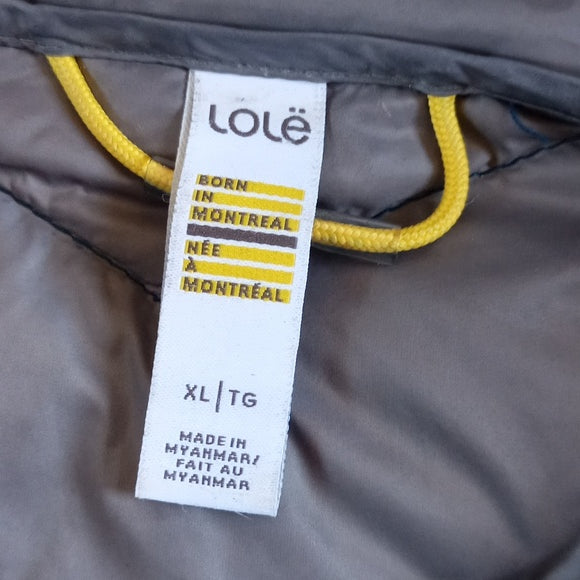 LOLË
BORN
IN
MONTREAL
NÉE
À
MONTRÉAL
XL|TG
MADE IN
MYANMAR/
FAIT AU
MYANMAR